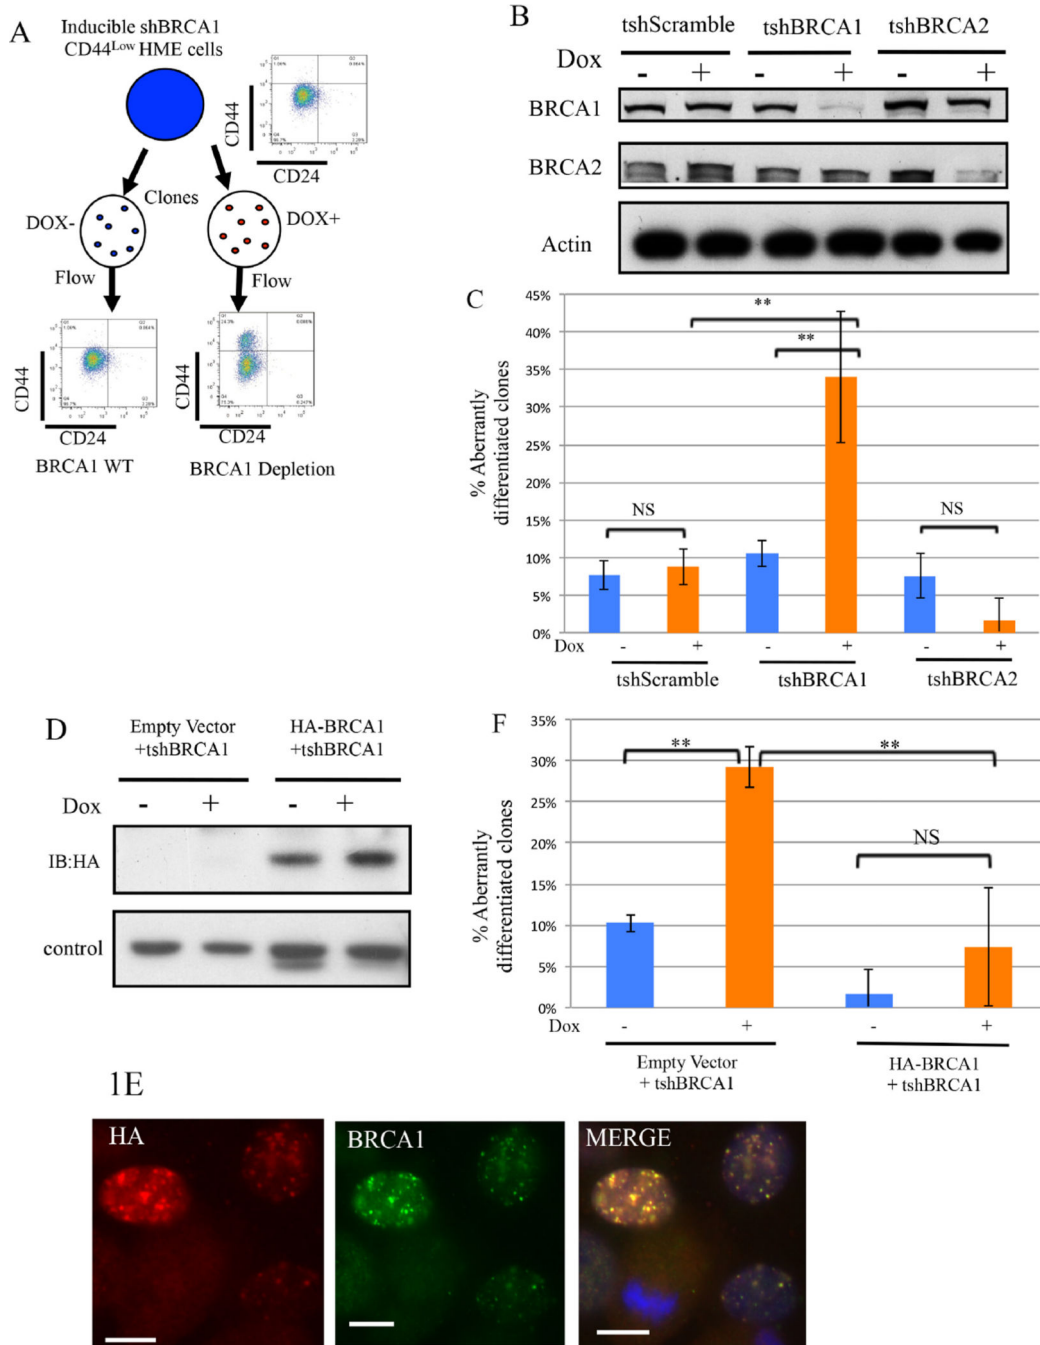 A
Inducible shBRCA1
CD44Low HME cells
CD44
CD24
Clones
DOX-
DOX+
Flow
Flow
CD44
CD24
CD44
CD24
BRCA1 WT
BRCA1 Depletion
B
tshScramble tshBRCA1 tshBRCA2
Dox - + - + - +
BRCA1
BRCA2
Actin
C
% Aberrantly
differentiated clones
45%
40%
35%
30%
25%
20%
15%
10%
5%
0%
**
**
NS
NS
Dox - + - + - +
tshScramble tshBRCA1 tshBRCA2
D
Empty Vector
+tshBRCA1
HA-BRCA1
+tshBRCA1
Dox - + - +
IB:HA
control
F
% Aberrantly
differentiated clones
35%
30%
25%
20%
15%
10%
5%
0%
**
**
NS
Dox - + - +
Empty Vector
+ tshBRCA1
HA-BRCA1
+ tshBRCA1
1E
HA
BRCA1
MERGE